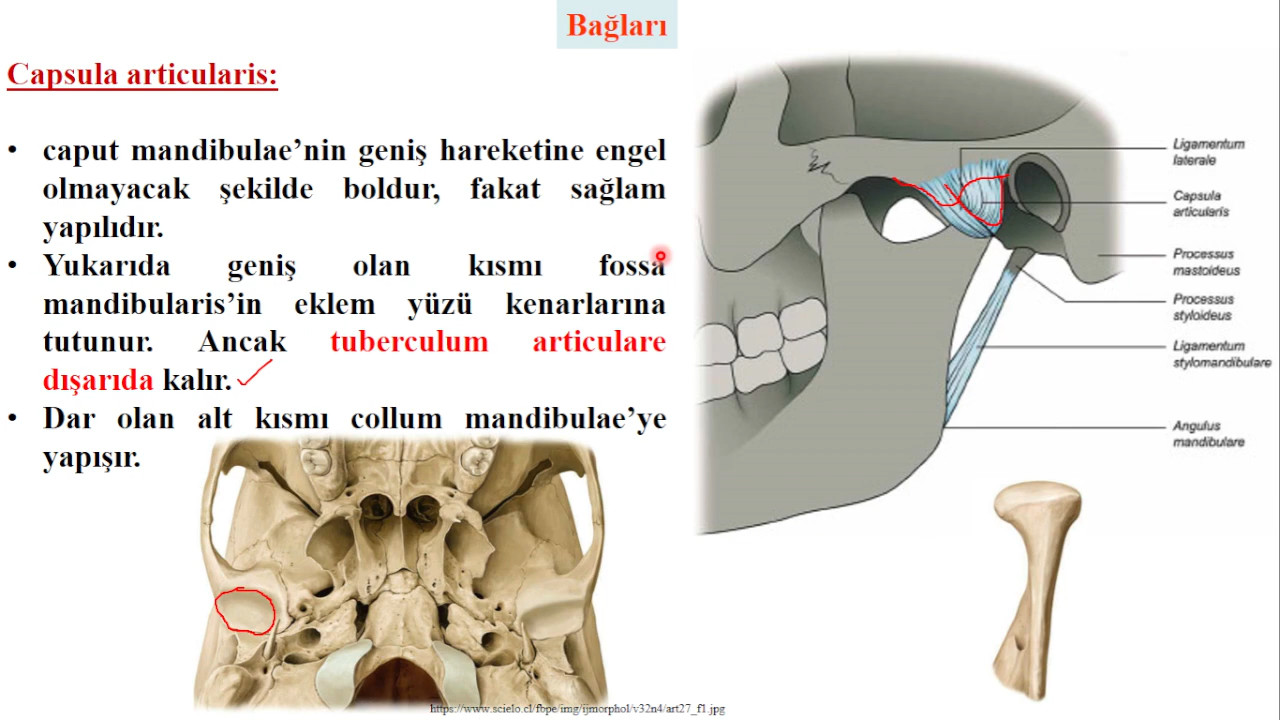 Bağları
Capsula articularis:
• caput mandibulae’nin geniş hareketine engel
olmayacak şekilde boldur, fakat sağlam
yapılıdır.
• Yukarıda geniş olan kısmı fossa
mandibularis’in eklem yüzü kenarlarına
tutunur. Ancak tuberculum articulare
dışarıda kalır.
• Dar olan alt kısmı collum mandibulae’ye
yapışır.
Ligamentum
laterale
Capsula
articularis
Processus
mastoideus
Processus
styloideus
Ligamentum
stylomandibulare
Angulus
mandibulare
https://www.scielo.cl/fbpe/img/ijmorphol/v32n4/art27_f1.jpg